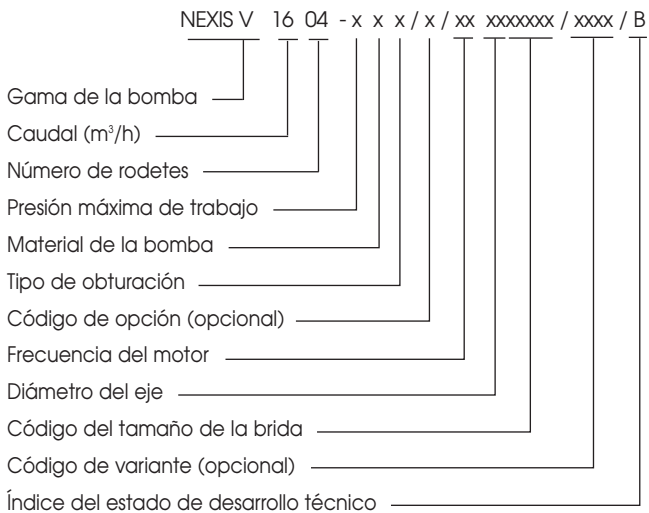 NEXIS V 16 04 - x x x / x / xx xxxxxxx / xxxx / B
Gama de la bomba
Caudal (m³/h)
Número de rodetes
Presión máxima de trabajo
Material de la bomba
Tipo de obturación
Código de opción (opcional)
Frecuencia del motor
Diámetro del eje
Código del tamaño de la brida
Código de variante (opcional)
Índice del estado de desarrollo técnico